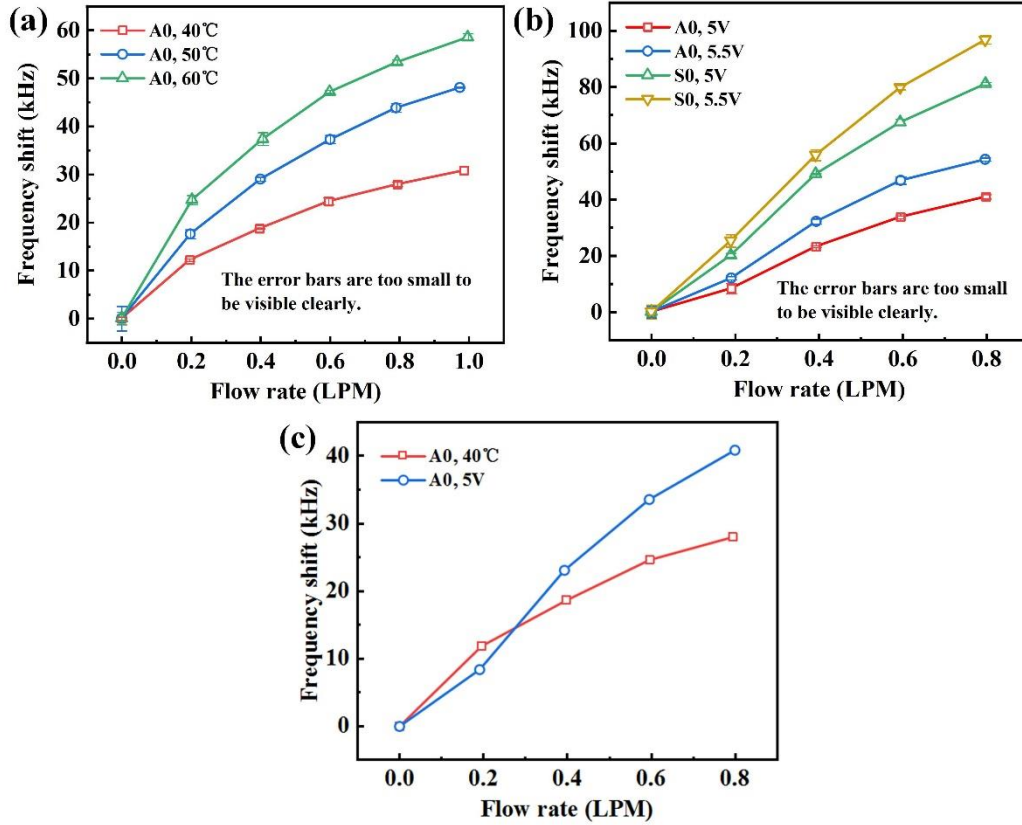 (a)
A0, 40℃
A0, 50℃
A0, 60℃
60
50
40
30
20
10
0
Frequency shift (kHz)
The error bars are too small to
be visible clearly.
0.0 0.2 0.4 0.6 0.8 1.0
Flow rate (LPM)
(b)
A0, 5V
A0, 5.5V
S0, 5V
S0, 5.5V
100
80
60
40
20
0
Frequency shift (kHz)
The error bars are too small
to be visible clearly.
0.0 0.2 0.4 0.6 0.8
Flow rate (LPM)
(c)
A0, 40℃
A0, 5V
40
30
20
10
0
Frequency shift (kHz)
0.0 0.2 0.4 0.6 0.8
Flow rate (LPM)